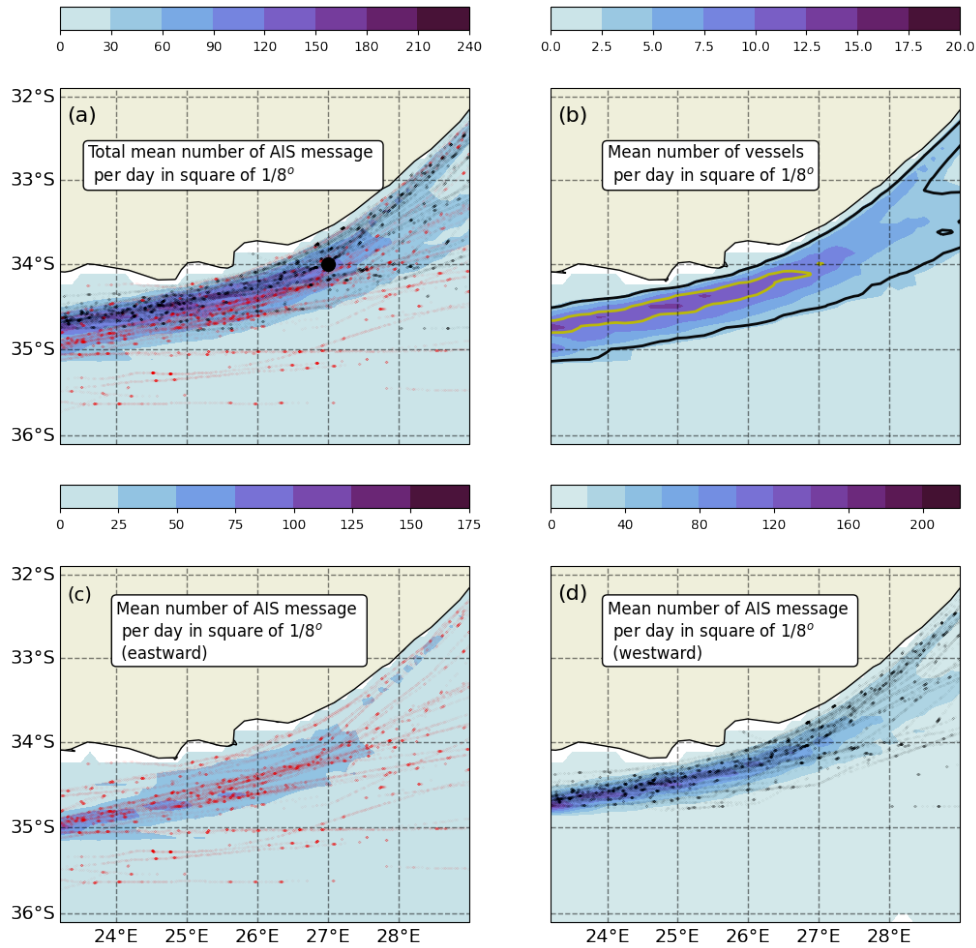 0 30 60 90 120 150 180 210 240
0.0 2.5 5.0 7.5 10.0 12.5 15.0 17.5 20.0
32°S
(a)
Total mean number of AIS message
per day in square of 1/8°
33°S
34°S
35°S
36°S
(b)
Mean number of vessels
per day in square of 1/8°
0 25 50 75 100 125 150 175
0 40 80 120 160 200
32°S
(c)
Mean number of AIS message
per day in square of 1/8°
(eastward)
33°S
34°S
35°S
36°S
24°E 25°E 26°E 27°E 28°E
(d)
Mean number of AIS message
per day in square of 1/8°
(westward)
24°E 25°E 26°E 27°E 28°E